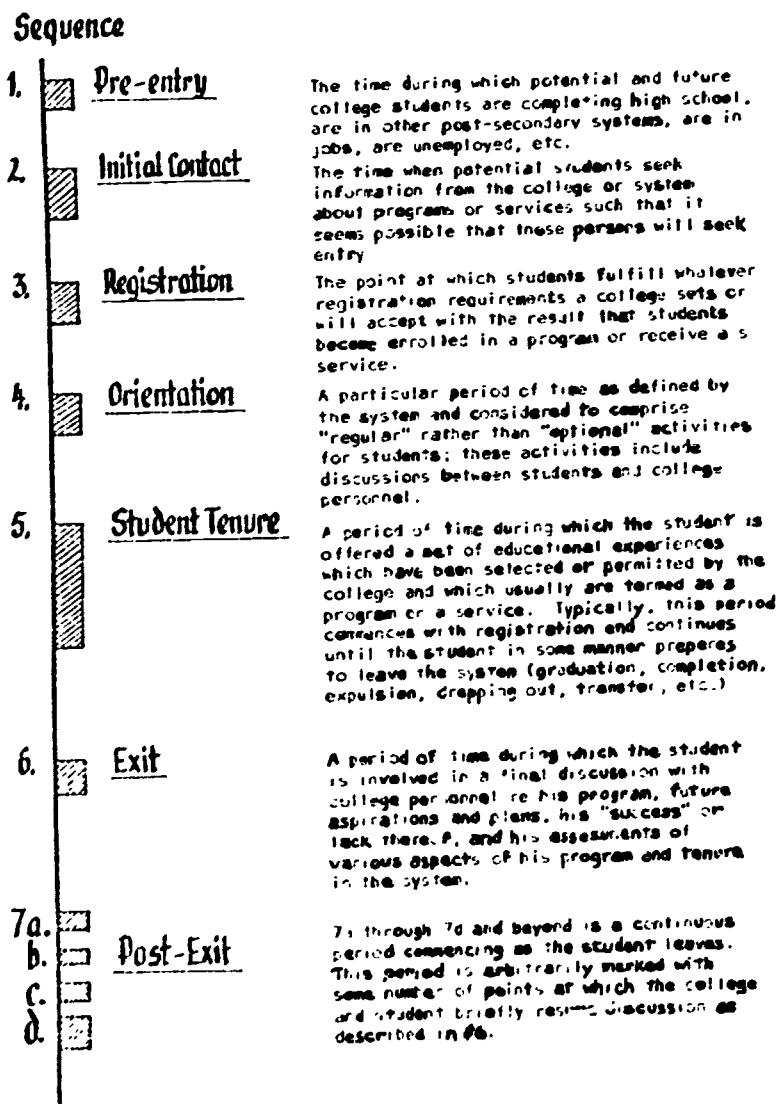 Sequence
1. Pre-entry
The time during which potential and future
college students are completing high school,
are in other post-secondary systems, are in
jobs, are unemployed, etc.
2. Initial Contact
The time when potential students seek
information from the college or system
about programs or services such that it
seems possible that these persons will seek
entry
3. Registration
The point at which students fulfill whatever
registration requirements a college sets or
will accept with the result that students
become enrolled in a program or receive a s
service.
4. Orientation
A particular period of time as defined by
the system and considered to comprise
"regular" rather than "optional" activities
for students; these activities include
discussions between students and college
personnel.
5. Student Tenure
A period of time during which the student is
offered a set of educational experiences
which have been selected or permitted by the
college and which usually are termed as a
program or a service. Typically, this period
commences with registration and continues
until the student in some manner prepares
to leave the system (graduation, completion,
expulsion, dropping out, transfer, etc.)
6. Exit
A period of time during which the student
is involved in a final discussion with
college personnel re his program, future
aspirations and plans, his "success" or
lack thereof, and his assesments of
various aspects of his program and tenure
in the system.
7a.
b. Post-Exit
c.
d.
7a through 7d and beyond is a continuous
period commencing as the student leaves.
This period is arbitrarily marked with
some number of points at which the college
and student briefly resume discussion as
described in #6.